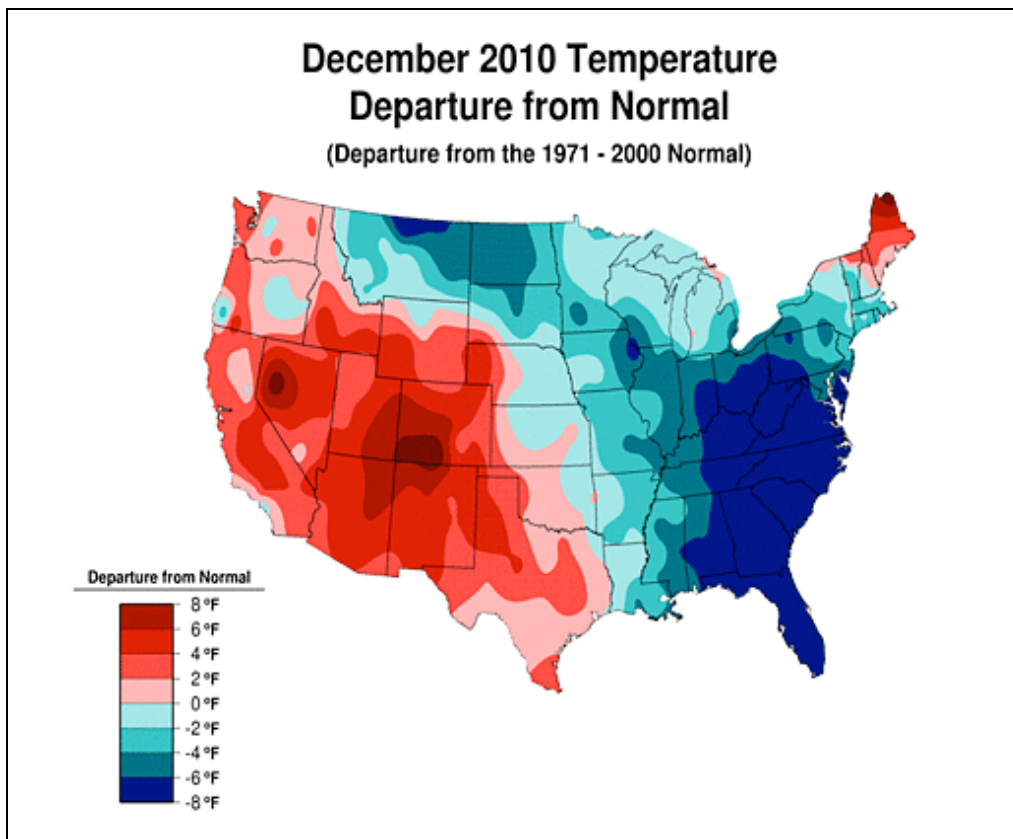 December 2010 Temperature
Departure from Normal
(Departure from the 1971 - 2000 Normal)
Departure from Normal
8 °F
6 °F
4 °F
2 °F
0 °F
-2 °F
-4 °F
-6 °F
-8 °F